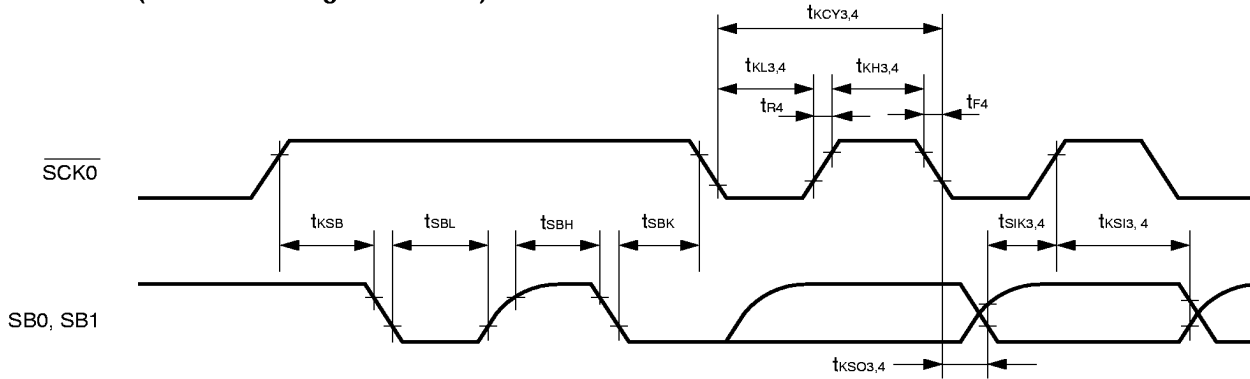 tKCY3,4
tKL3,4
tKH3,4
tR4
tF4
SCK0
tKSB
tSBL
tSBH
tSBK
tSIK3,4
tKSI3, 4
SB0, SB1
tKSO3,4